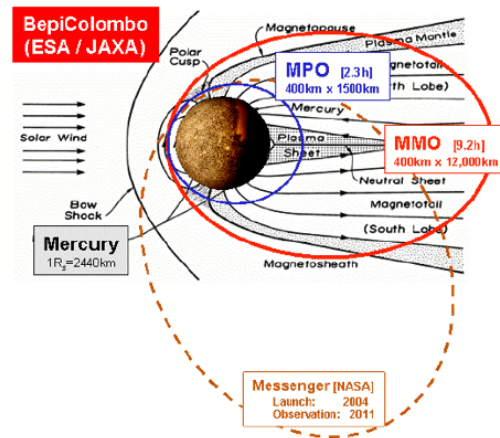 BepiColombo
(ESA / JAXA)
Magnetopause
Plasma Mantle
Polar
Cusp
MPO [2.3h]
400km x 1500km
Magnetotail
(North Lobe)
Solar Wind
Mercury
Plasma
Sheet
MMO [9.2h]
400km x 12,000km
Neutral Sheet
Bow
Shock
Magnetotail
(South Lobe)
Mercury
=2440km
Magnetosheath
Messenger [NASA]
Launch: 2004
Observation: 2011